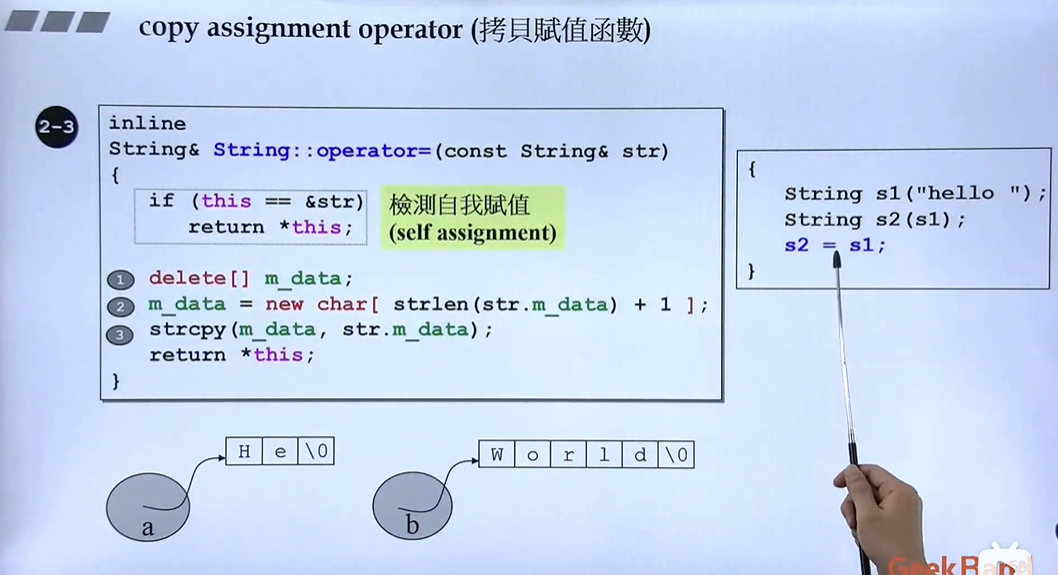 copy assignment operator (拷貝賦值函數)
2-3
inline
String& String::operator=(const String& str)
{
if (this == &str)
return *this;
檢測自我賦值
(self assignment)
1 delete[] m_data;
2 m_data = new char[ strlen(str.m_data) + 1 ];
3 strcpy(m_data, str.m_data);
return *this;
}
{
String s1("hello ");
String s2(s1);
s2 = s1;
}
H e \0
W o r l d \0
a
b